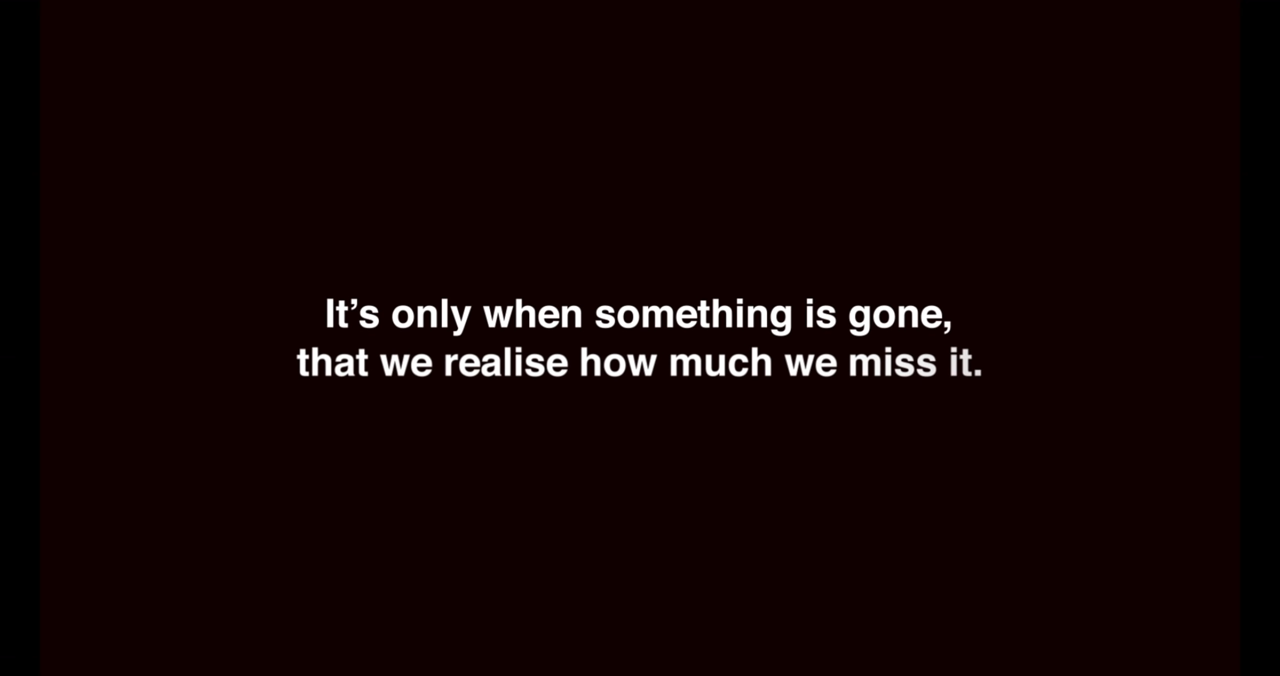 It’s only when something is gone,
that we realise how much we miss it.